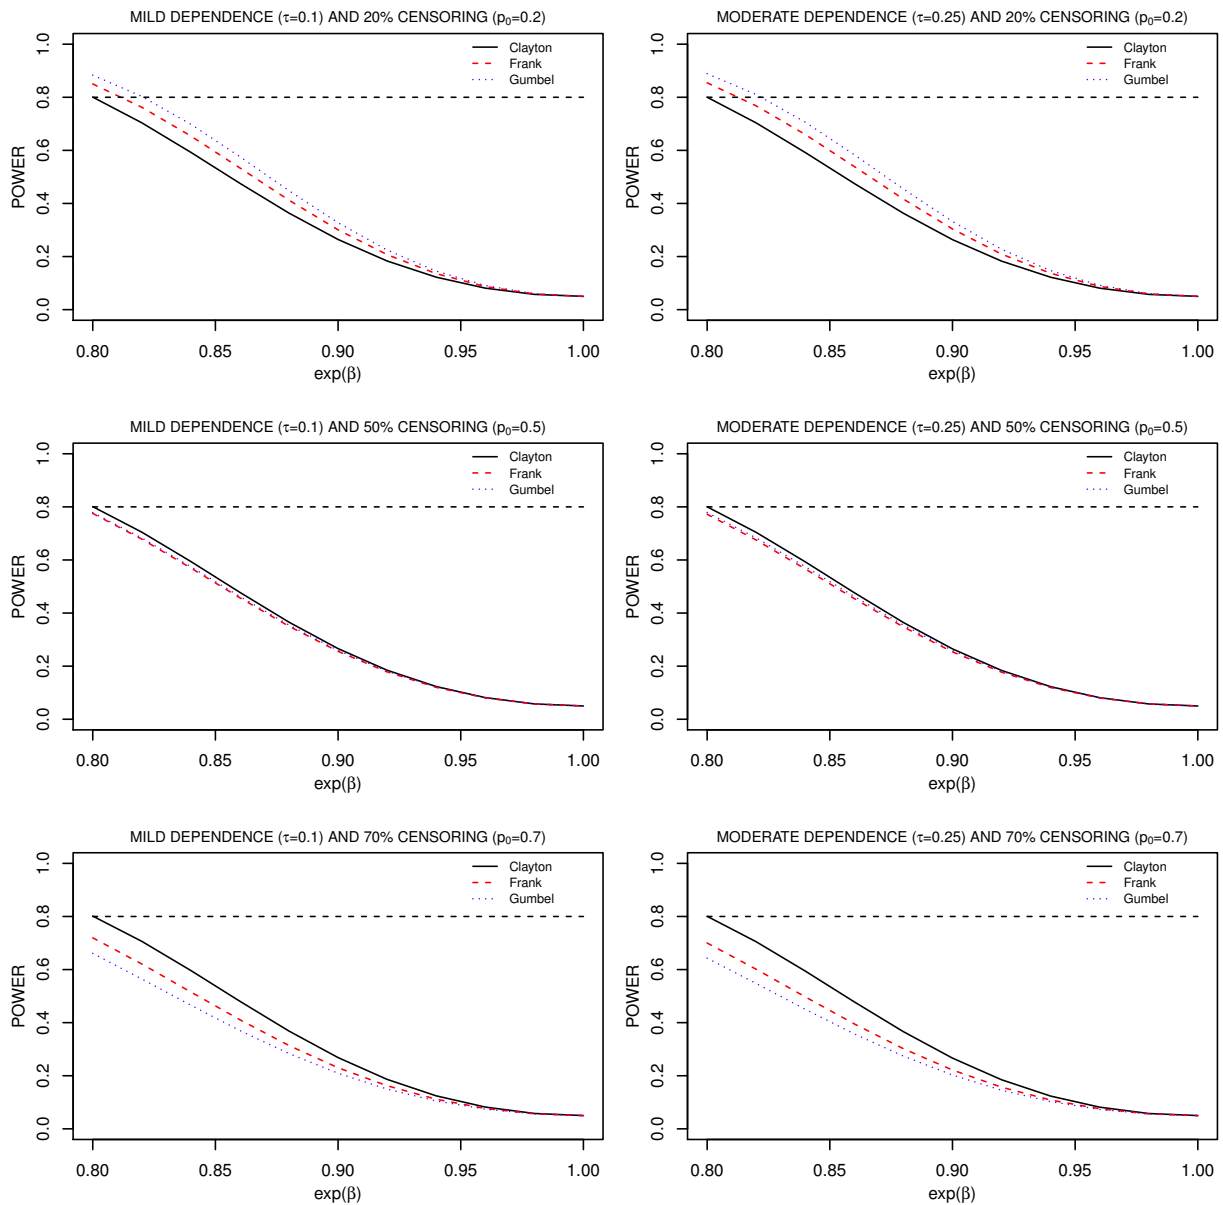 MILD DEPENDENCE (τ=0.1) AND 20% CENSORING (p₀=0.2)
1.0
0.8
0.6
0.4
0.2
0.0
POWER
Clayton
Frank
Gumbel
0.80 0.85 0.90 0.95 1.00
exp(β)
MODERATE DEPENDENCE (τ=0.25) AND 20% CENSORING (p₀=0.2)
1.0
0.8
0.6
0.4
0.2
0.0
POWER
Clayton
Frank
Gumbel
0.80 0.85 0.90 0.95 1.00
exp(β)
MILD DEPENDENCE (τ=0.1) AND 50% CENSORING (p₀=0.5)
1.0
0.8
0.6
0.4
0.2
0.0
POWER
Clayton
Frank
Gumbel
0.80 0.85 0.90 0.95 1.00
exp(β)
MODERATE DEPENDENCE (τ=0.25) AND 50% CENSORING (p₀=0.5)
1.0
0.8
0.6
0.4
0.2
0.0
POWER
Clayton
Frank
Gumbel
0.80 0.85 0.90 0.95 1.00
exp(β)
MILD DEPENDENCE (τ=0.1) AND 70% CENSORING (p₀=0.7)
1.0
0.8
0.6
0.4
0.2
0.0
POWER
Clayton
Frank
Gumbel
0.80 0.85 0.90 0.95 1.00
exp(β)
MODERATE DEPENDENCE (τ=0.25) AND 70% CENSORING (p₀=0.7)
1.0
0.8
0.6
0.4
0.2
0.0
POWER
Clayton
Frank
Gumbel
0.80 0.85 0.90 0.95 1.00
exp(β)